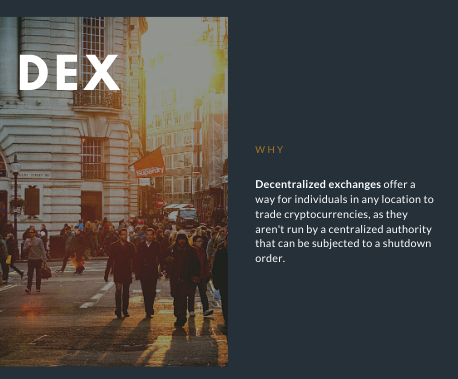 DEX
Superdry
WHY
Decentralized exchanges offer a
way for individuals in any location to
trade cryptocurrencies, as they
aren't run by a centralized authority
that can be subjected to a shutdown
order.